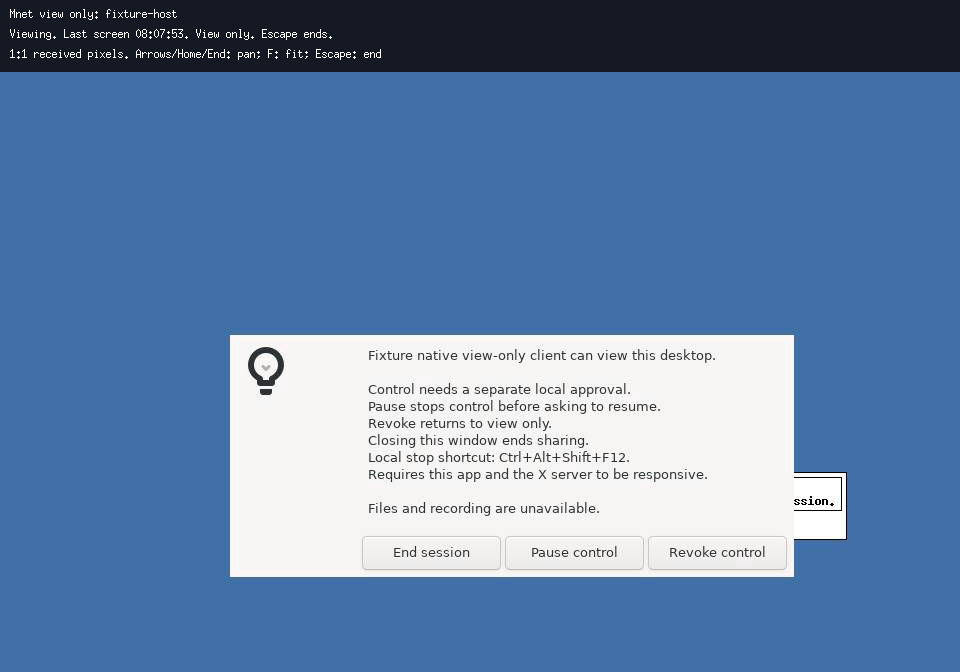 Mnet view only: fixture-host
Viewing. Last screen 08:07:53. View only. Escape ends.
1:1 received pixels. Arrows/Home/End: pan; F: fit; Escape: end
Fixture native view-only client can view this desktop.
Control needs a separate local approval.
Pause stops control before asking to resume.
Revoke returns to view only.
Closing this window ends sharing.
Local stop shortcut: Ctrl+Alt+Shift+F12.
Requires this app and the X server to be responsive.
ssion.
Files and recording are unavailable.
End session
Pause control
Revoke control